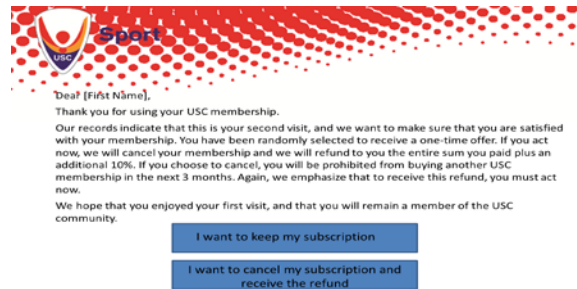 Sport
USC
Dear [First Name],
Thank you for using your USC membership.
Our records indicate that this is your second visit, and we want to make sure that you are satisfied
with your membership. You have been randomly selected to receive a one-time offer. If you act
now, we will cancel your membership and we will refund to you the entire sum you paid plus an
additional 10%. If you choose to cancel, you will be prohibited from buying another USC
membership in the next 3 months. Again, we emphasize that to receive this refund, you must act
now.
We hope that you enjoyed your first visit, and that you will remain a member of the USC
community.
I want to keep my subscription
I want to cancel my subscription and
receive the refund